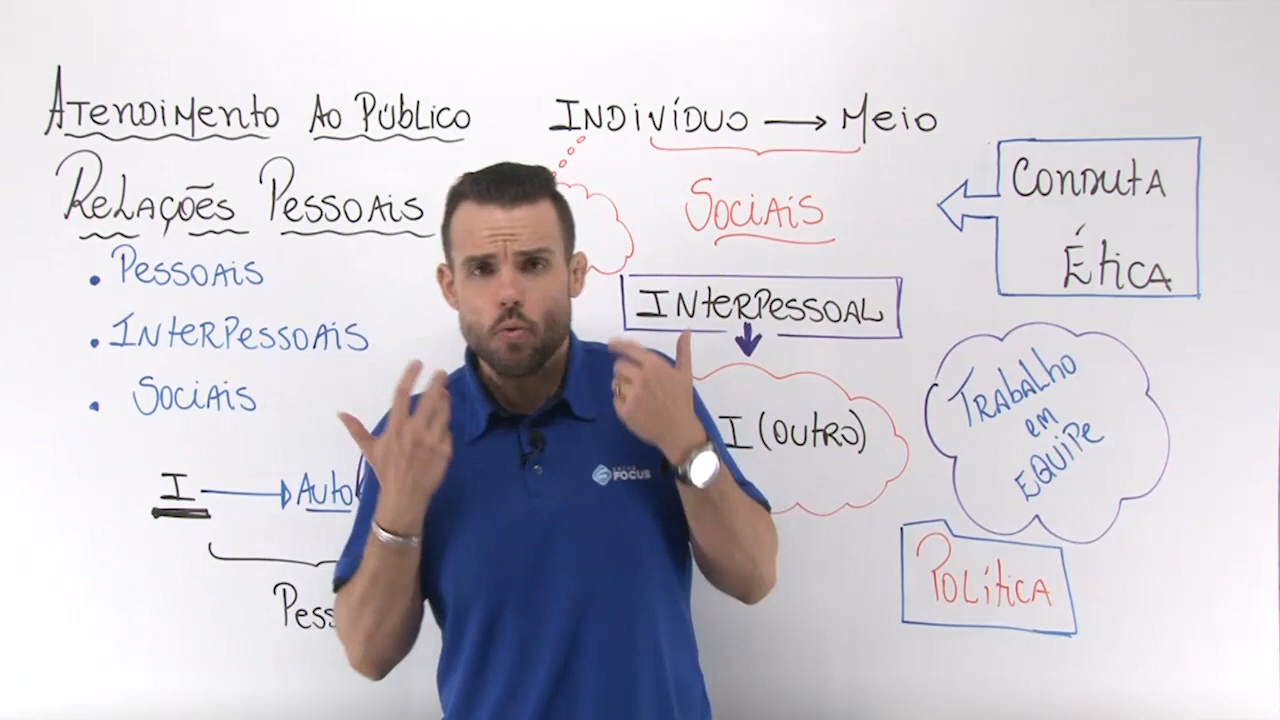 Atendimento Ao Público
Relações Pessoais
• Pessoais
• Interpessoais
• Sociais
I → Auto
Indivíduo → Meio
Sociais
Interpessoal
I (Outro)
Conduta
Ética
Trabalho
em
Equipe
Política
FOCUS